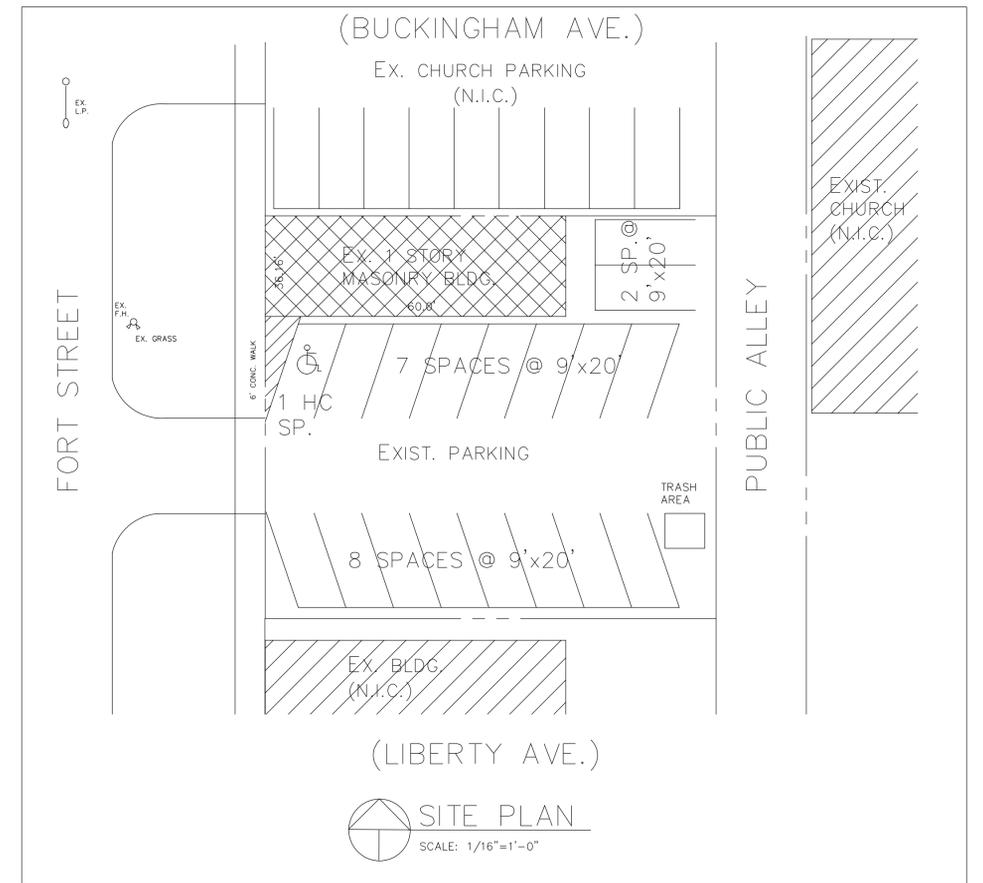 (BUCKINGHAM AVE.)
EX. CHURCH PARKING
(N.I.C.)
EX.
L.P.
EXIST.
CHURCH
(N.I.C.)
EX. 1 STORY
MASONRY BLDG.
36.16'
60.0'
2 SP. @
9'x20'
FORT STREET
EX.
F.H.
EX. GRASS
6' CONC. WALK
7 SPACES @ 9'x20'
1 HC
SP.
PUBLIC ALLEY
EXIST. PARKING
TRASH
AREA
8 SPACES @ 9'x20'
EX. BLDG.
(N.I.C.)
(LIBERTY AVE.)
SITE PLAN
SCALE: 1/16"=1'-0"